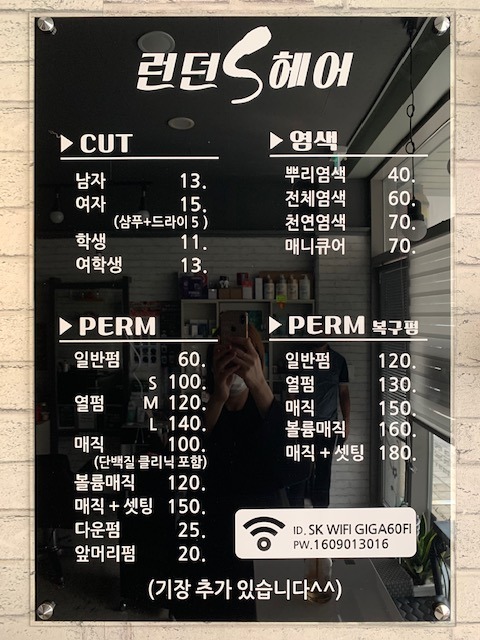 런던S헤어
▶ CUT
남자 13.
여자 15.
(샴푸+드라이 5 )
학생 11.
여학생 13.
▶ 염색
뿌리염색 40.
전체염색 60.
천연염색 70.
매니큐어 70.
▶ PERM
일반펌 60.
S 100.
열펌 M 120.
L 140.
매직 100.
(단백질 클리닉 포함)
볼륨매직 120.
매직+셋팅 150.
다운펌 25.
앞머리펌 20.
▶ PERM 복구펌
일반펌 120.
열펌 130.
매직 150.
볼륨매직 160.
매직+셋팅 180.
ID. SK WIFI GIGA60FI
PW. 1609013016
(기장 추가 있습니다^^)